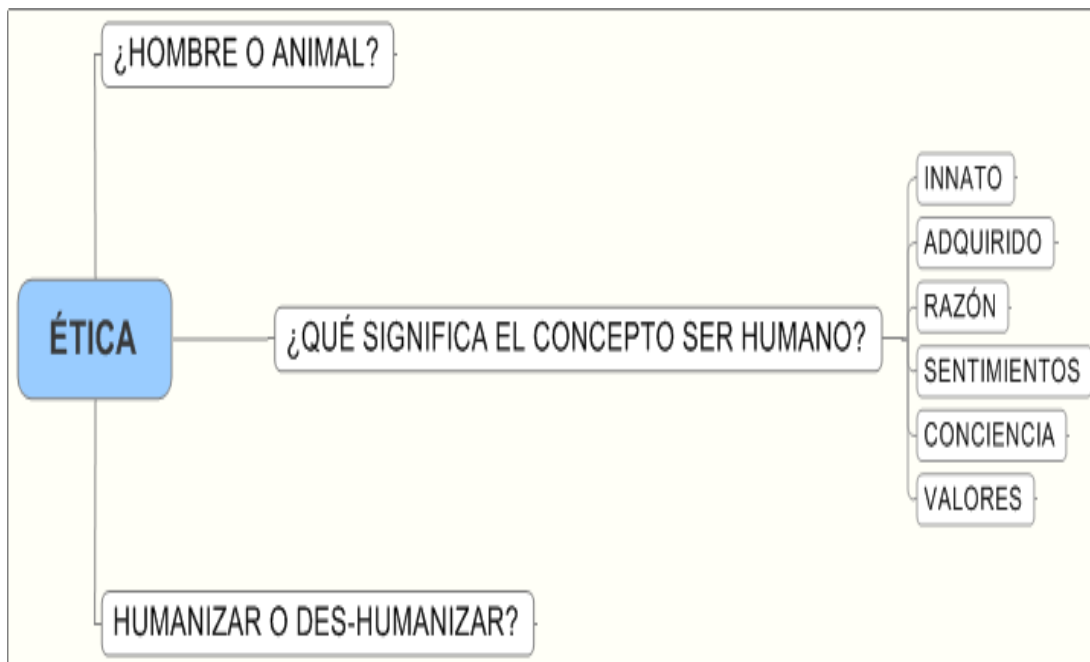 ¿HOMBRE O ANIMAL?
ÉTICA
¿QUÉ SIGNIFICA EL CONCEPTO SER HUMANO?
INNATO
ADQUIRIDO
RAZÓN
SENTIMIENTOS
CONCIENCIA
VALORES
HUMANIZAR O DES-HUMANIZAR?